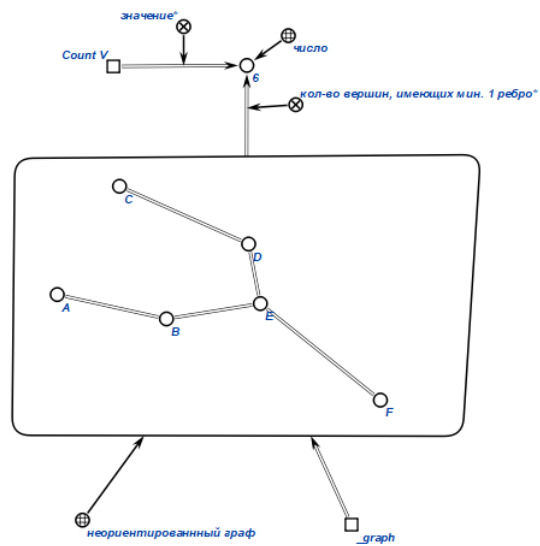 значение*
Count V
число
6
кол-во вершин, имеющих мин. 1 ребро*
C
D
A
B
E
F
неориентированнный граф
_graph